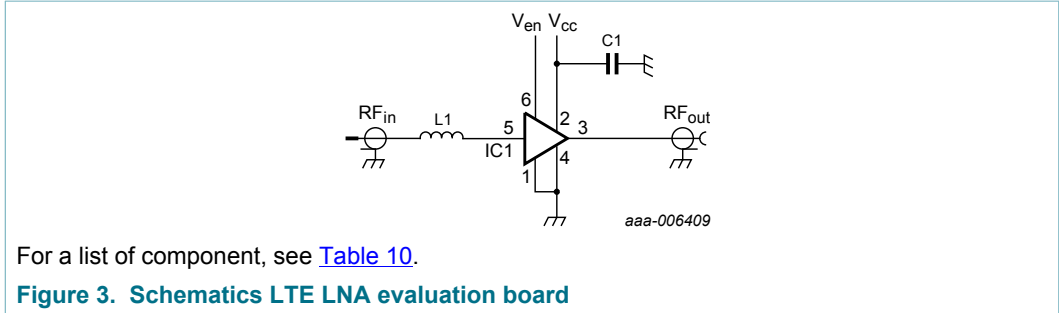 Ven Vcc
C1
6
RFin
L1
5
2
3
RFout
IC1
4
1
aaa-006409
For a list of component, see Table 10.
Figure 3. Schematics LTE LNA evaluation board